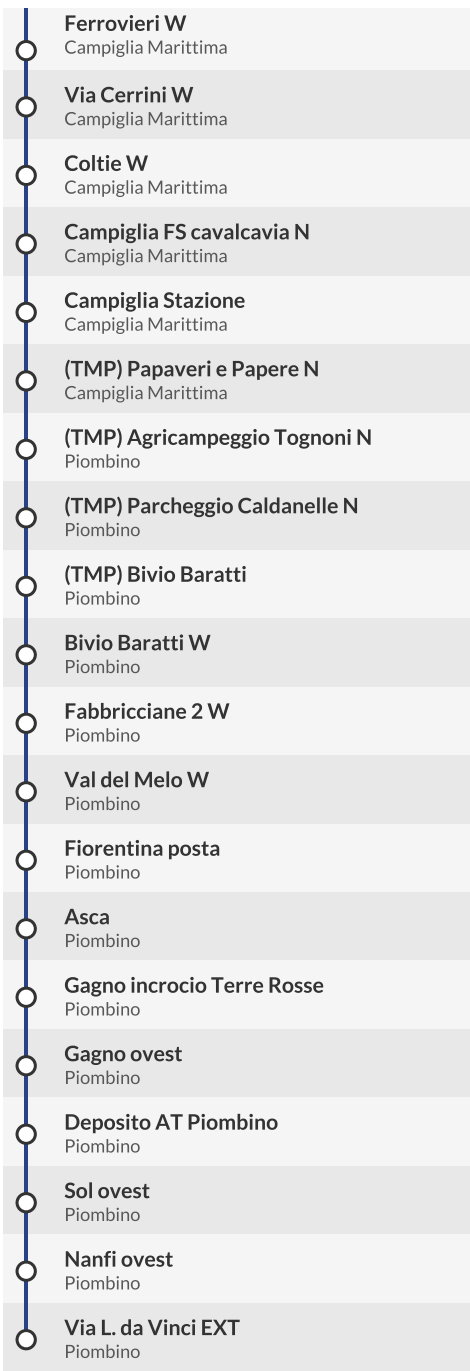 Ferrovieri W
Campiglia Marittima
Via Cerrini W
Campiglia Marittima
Coltie W
Campiglia Marittima
Campiglia FS cavalcavia N
Campiglia Marittima
Campiglia Stazione
Campiglia Marittima
(TMP) Papaveri e Papere N
Campiglia Marittima
(TMP) Agricampeggio Tognoni N
Piombino
(TMP) Parcheggio Caldanelle N
Piombino
(TMP) Bivio Baratti
Piombino
Bivio Baratti W
Piombino
Fabbricciane 2 W
Piombino
Val del Melo W
Piombino
Fiorentina posta
Piombino
Asca
Piombino
Gagno incrocio Terre Rosse
Piombino
Gagno ovest
Piombino
Deposito AT Piombino
Piombino
Sol ovest
Piombino
Nanfi ovest
Piombino
Via L. da Vinci EXT
Piombino